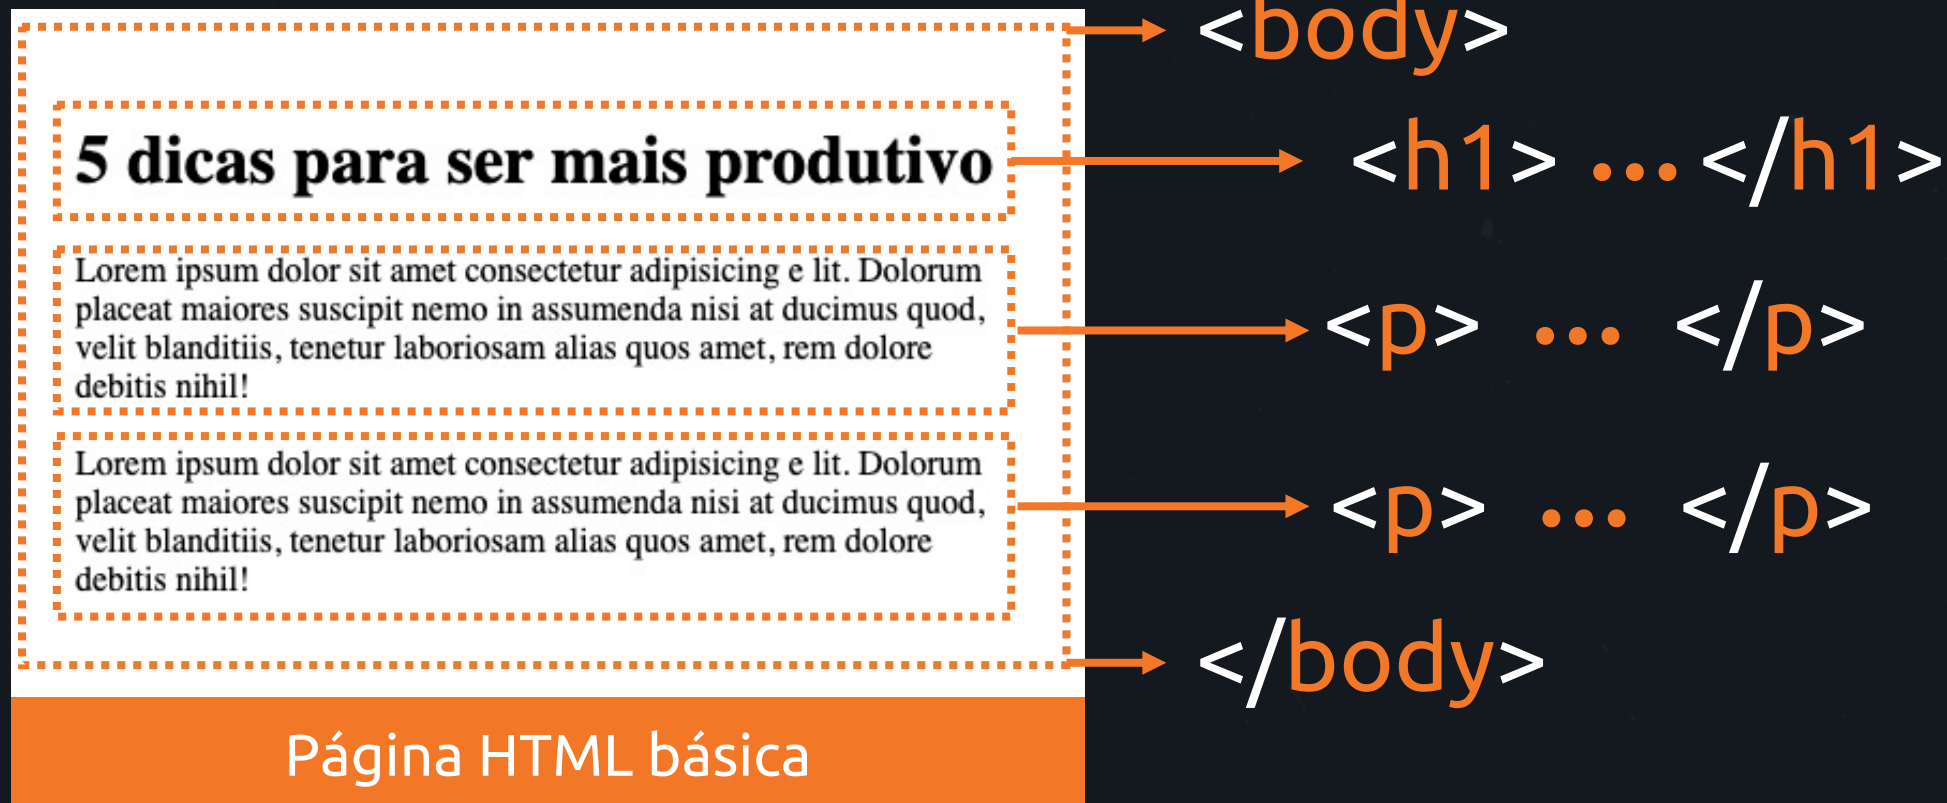 <body>
5 dicas para ser mais produtivo
<h1> ... </h1>
Lorem ipsum dolor sit amet consectetur adipisicing e lit. Dolorum
placeat maiores suscipit nemo in assumenda nisi at ducimus quod,
velit blanditiis, tenetur laboriosam alias quos amet, rem dolore
debitis nihil!
<p> ... </p>
Lorem ipsum dolor sit amet consectetur adipisicing e lit. Dolorum
placeat maiores suscipit nemo in assumenda nisi at ducimus quod,
velit blanditiis, tenetur laboriosam alias quos amet, rem dolore
debitis nihil!
<p> ... </p>
</body>
Página HTML básica